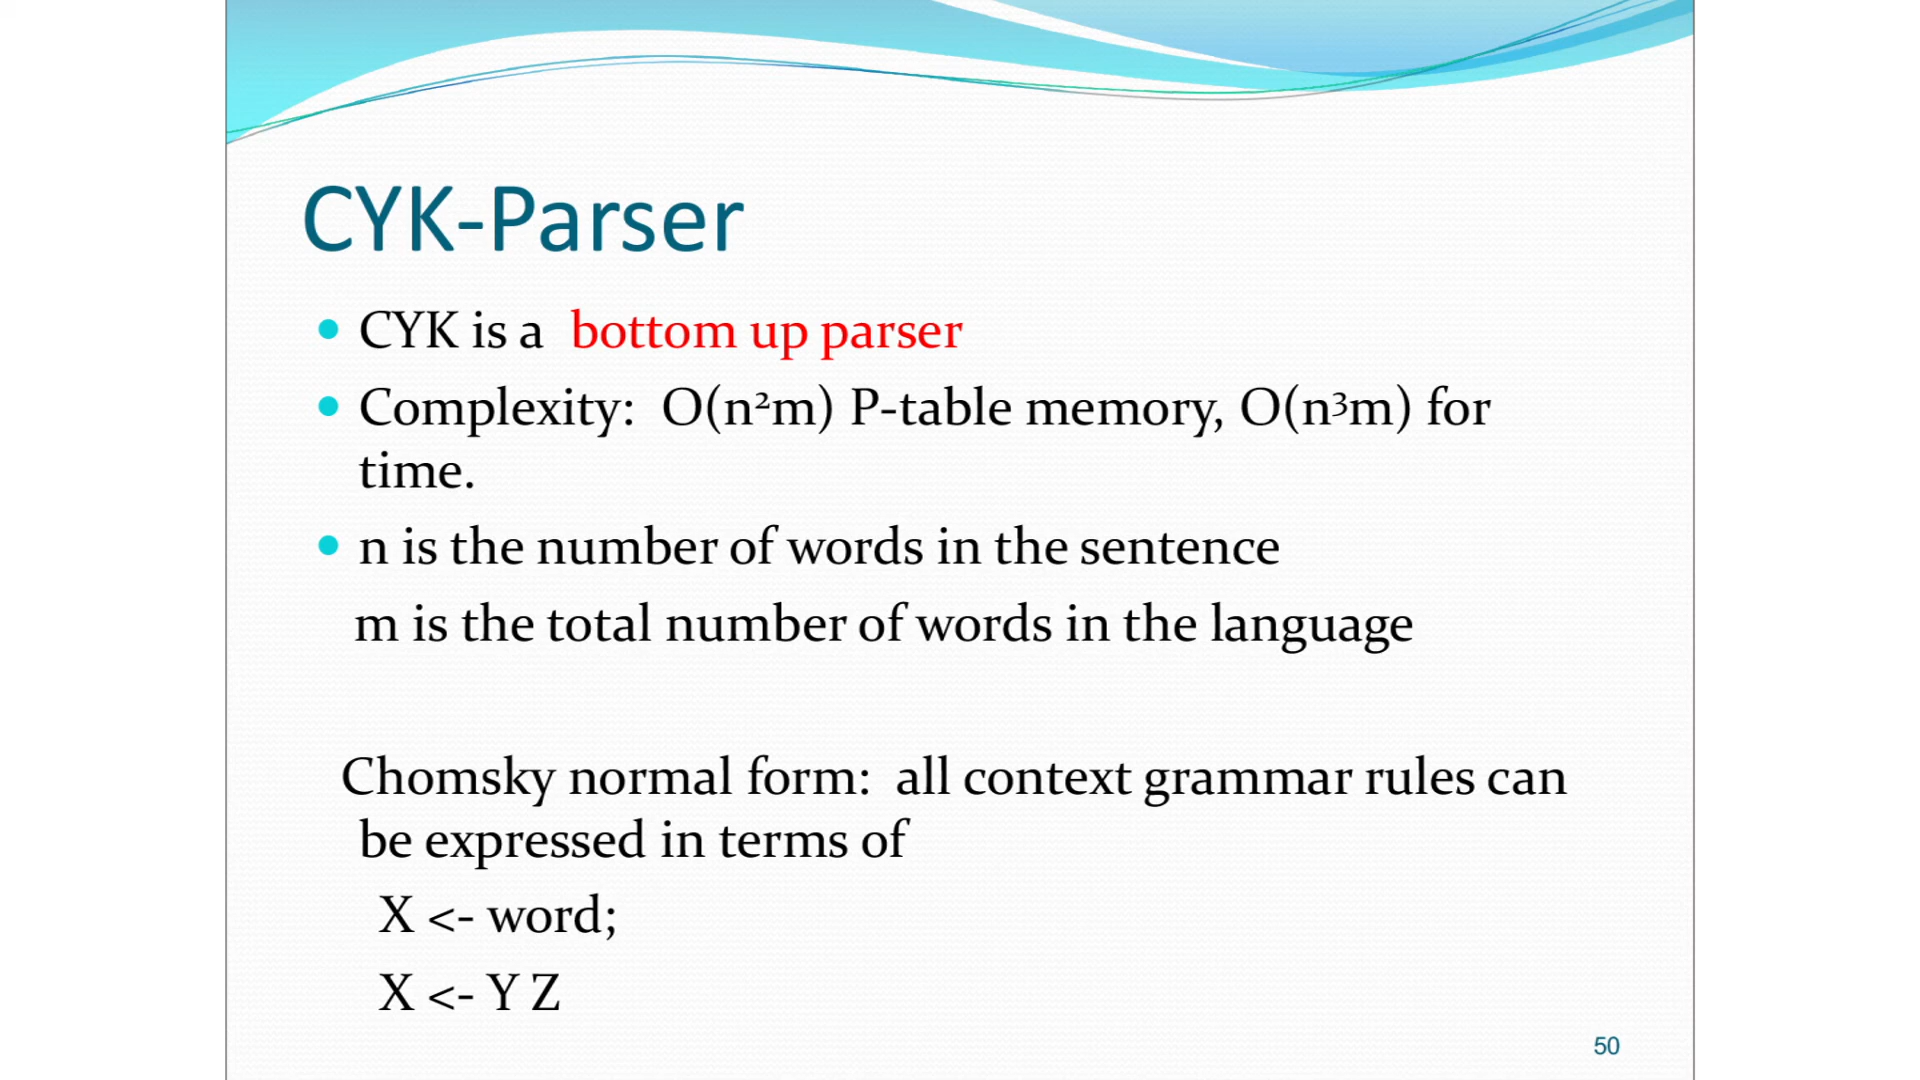 CYK-Parser
• CYK is a bottom up parser
• Complexity: O(n²m) P-table memory, O(n³m) for
time.
• n is the number of words in the sentence
m is the total number of words in the language
Chomsky normal form: all context grammar rules can
be expressed in terms of
X <- word;
X <- Y Z
50